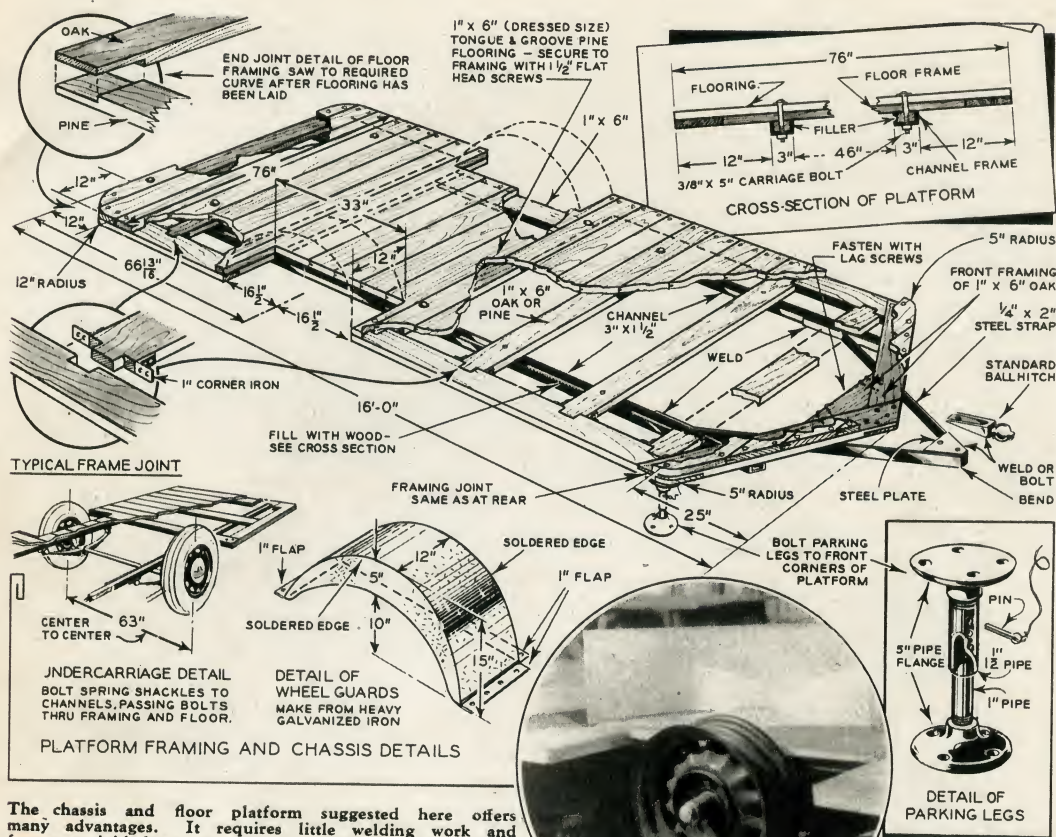 OAK
END JOINT DETAIL OF FLOOR
FRAMING SAW TO REQUIRED
CURVE AFTER FLOORING HAS
BEEN LAID
PINE
1" X 6" (DRESSED SIZE)
TONGUE & GROOVE PINE
FLOORING – SECURE TO
FRAMING WITH 1 1/2" FLAT
HEAD SCREWS
1" X 6"
76"
FLOORING
FLOOR FRAME
FILLER
12"
3"
46"
3"
12"
CHANNEL FRAME
3/8" X 5" CARRIAGE BOLT
CROSS-SECTION OF PLATFORM
12"
12"
12" RADIUS
76"
33"
12"
66 13/16
16 1/2"
16 1/2"
1" X 6"
OAK OR
PINE
CHANNEL
3" X 1 1/2"
WELD
FASTEN WITH
LAG SCREWS
5" RADIUS
FRONT FRAMING
OF 1" X 6" OAK
1/4" X 2"
STEEL STRAP
STANDARD
BALL HITCH
1" CORNER IRON
16'-0"
FILL WITH WOOD-
SEE CROSS SECTION
WELD OR
BOLT
BEND
STEEL PLATE
TYPICAL FRAME JOINT
FRAMING JOINT
SAME AS AT REAR
5" RADIUS
25"
BOLT PARKING
LEGS TO FRONT
CORNERS OF
PLATFORM
CENTER
TO CENTER
63"
UNDERCARRIAGE DETAIL
BOLT SPRING SHACKLES TO
CHANNELS, PASSING BOLTS
THRU FRAMING AND FLOOR.
1" FLAP
12"
SOLDERED EDGE
5"
1" FLAP
SOLDERED EDGE
10"
15"
DETAIL OF
WHEEL GUARDS
MAKE FROM HEAVY
GALVANIZED IRON
PLATFORM FRAMING AND CHASSIS DETAILS
PIN
5" PIPE
FLANGE
1 1/2" PIPE
1" PIPE
DETAIL OF
PARKING LEGS
The chassis and floor platform suggested here offers
many advantages. It requires little welding work and